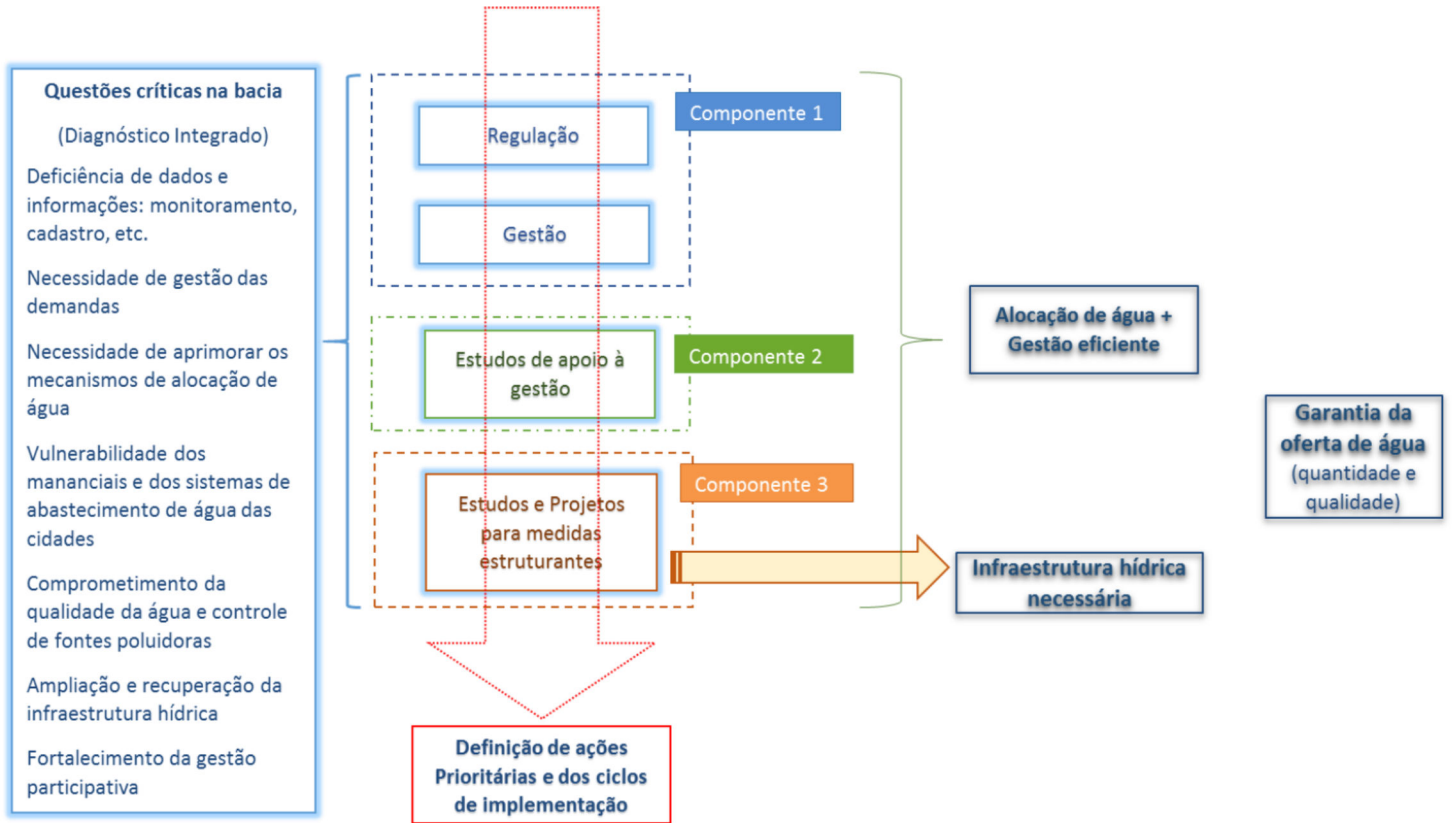 Questões críticas na bacia
(Diagnóstico Integrado)
Deficiência de dados e
informações: monitoramento,
cadastro, etc.
Necessidade de gestão das
demandas
Necessidade de aprimorar os
mecanismos de alocação de
água
Vulnerabilidade dos
mananciais e dos sistemas de
abastecimento de água das
cidades
Comprometimento da
qualidade da água e controle
de fontes poluidoras
Ampliação e recuperação da
infraestrutura hídrica
Fortalecimento da gestão
participativa
Componente 1
Regulação
Gestão
Componente 2
Estudos de apoio à
gestão
Componente 3
Estudos e Projetos
para medidas
estruturantes
Definição de ações
Prioritárias e dos ciclos
de implementação
Alocação de água +
Gestão eficiente
Infraestrutura hídrica
necessária
Garantia da
oferta de água
(quantidade e
qualidade)